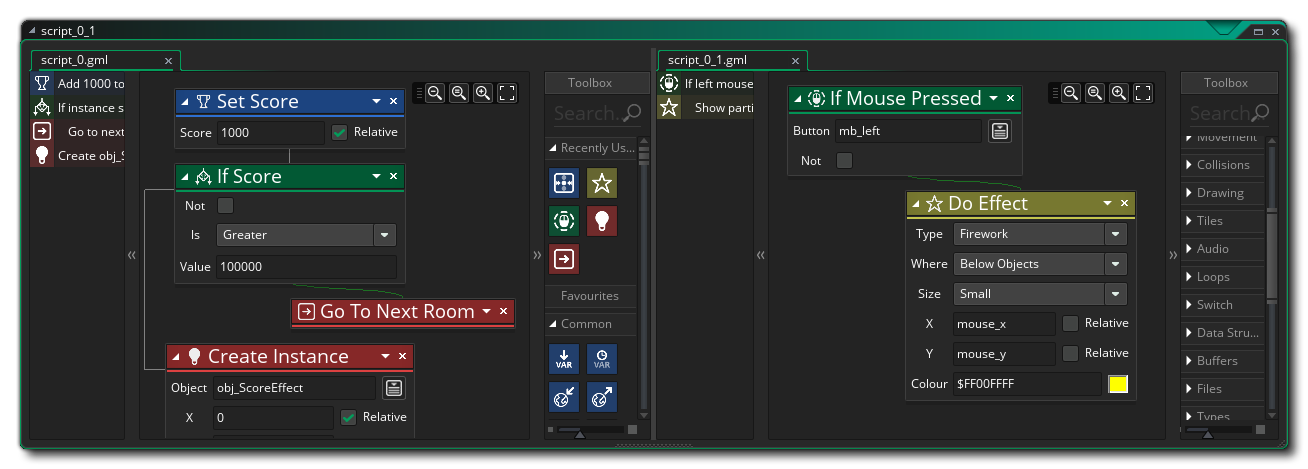 script_0_1
script_0.gml
Add 1000 to
If instance s
Go to next
Create obj_S
Set Score
Score 1000 Relative
If Score
Not
Is Greater
Value 100000
Go To Next Room
Create Instance
Object obj_ScoreEffect
X 0 Relative
Toolbox
Search...
Recently Us...
Favourites
Common
VAR VAR
script_0_1.gml
If left mouse
Show parti
If Mouse Pressed
Button mb_left
Not
Do Effect
Type Firework
Where Below Objects
Size Small
X mouse_x Relative
Y mouse_y Relative
Colour $FF00FFFF
Toolbox
Search...
Movement
Collisions
Drawing
Tiles
Audio
Loops
Switch
Data Stru...
Buffers
Files
Types